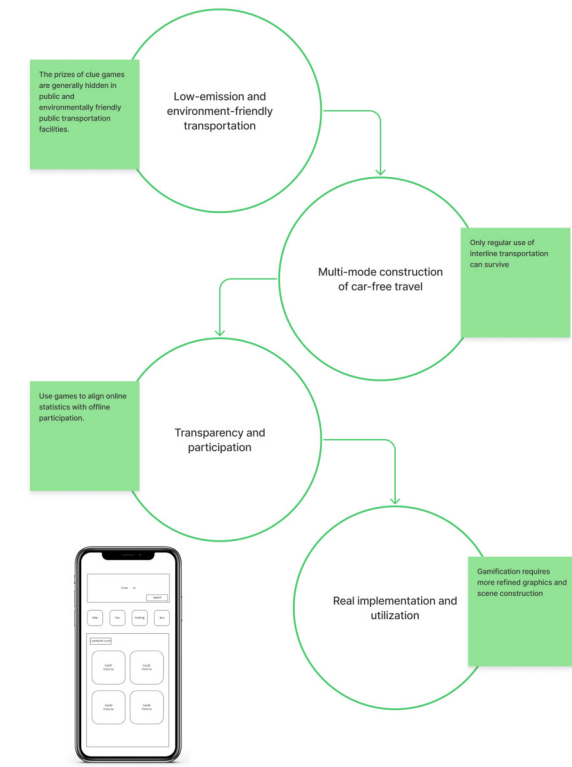 The prizes of clue games
are generally hidden in
public and
environmentally friendly
public transportation
facilities.
Low-emission and
environment-friendly
transportation
Multi-mode construction
of car-free travel
Only regular use of
interline transportation
can survive
Use games to align online
statistics with offline
participation.
Transparency and
participation
Real implementation and
utilization
Gamification requires
more refined graphics and
scene construction